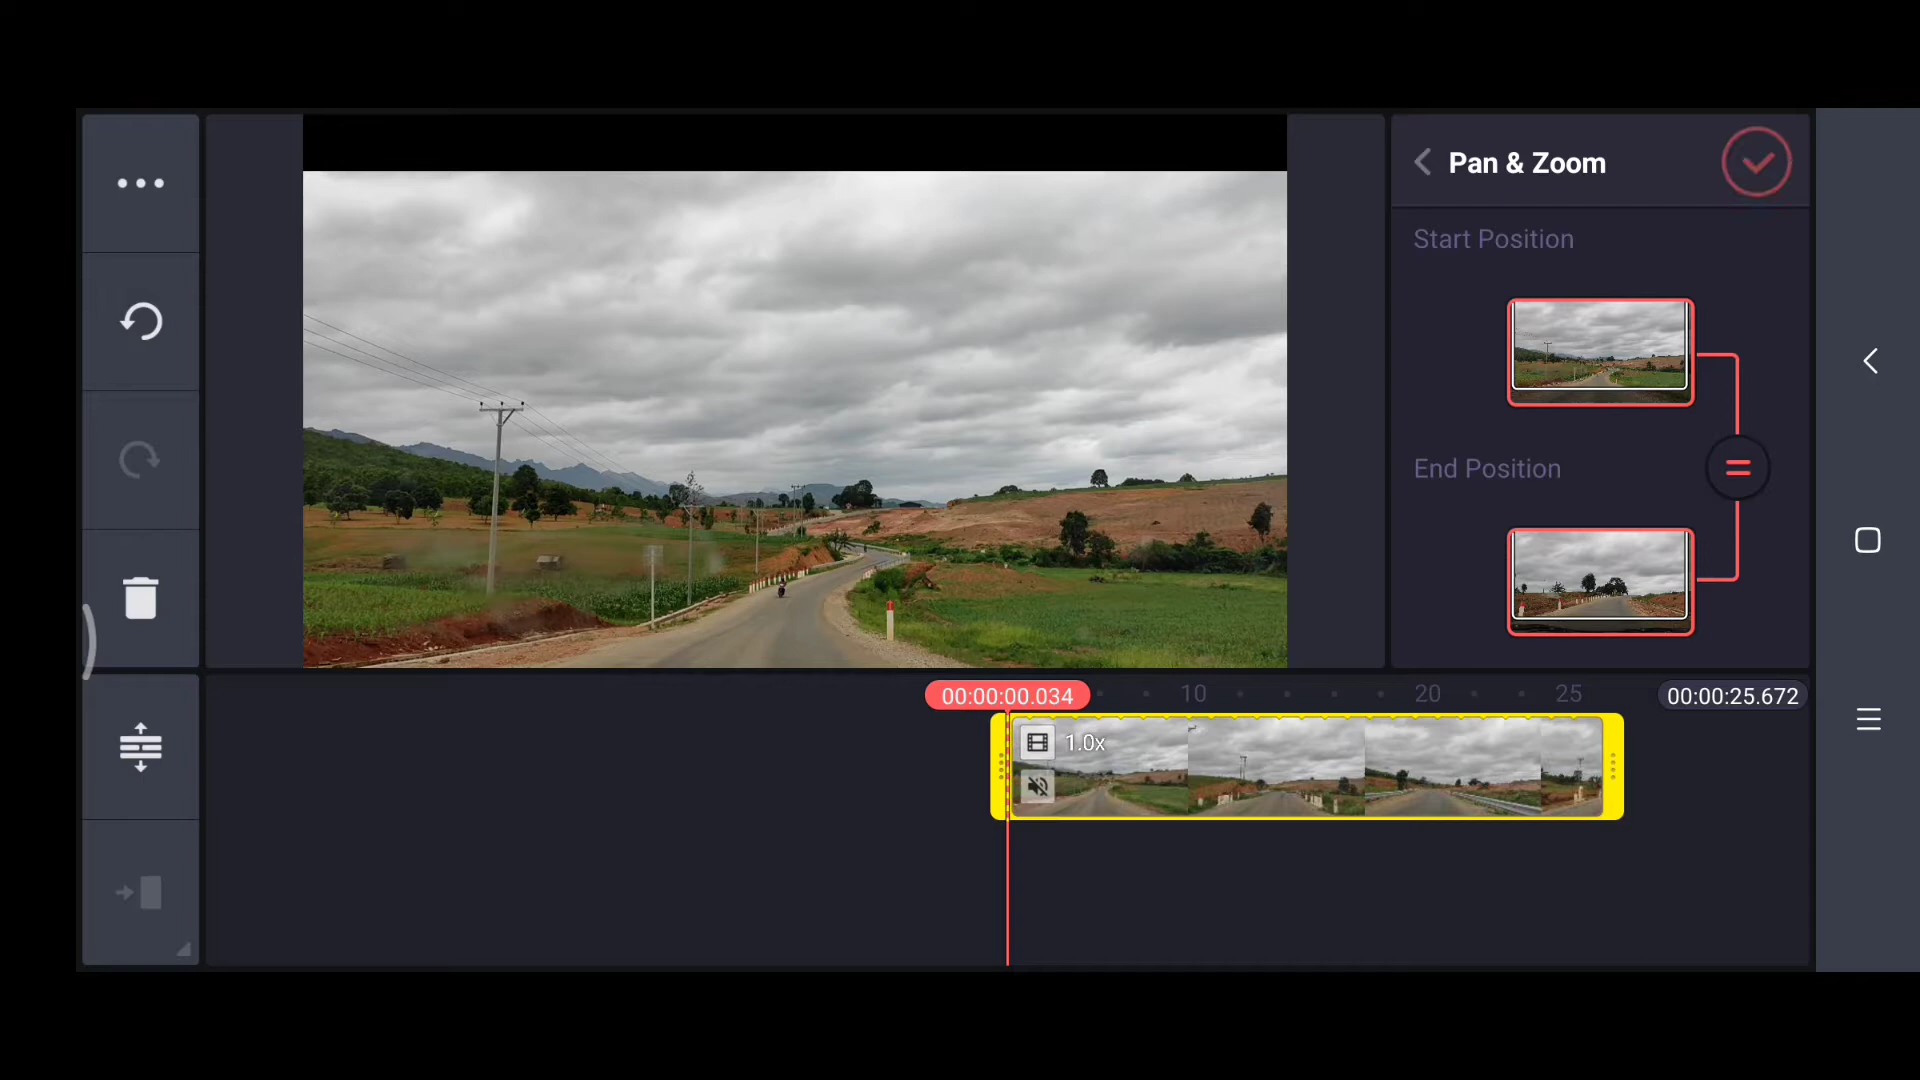 Pan & Zoom
Start Position
End Position
00:00:00.034
10
20
25
00:00:25.672
1.0x